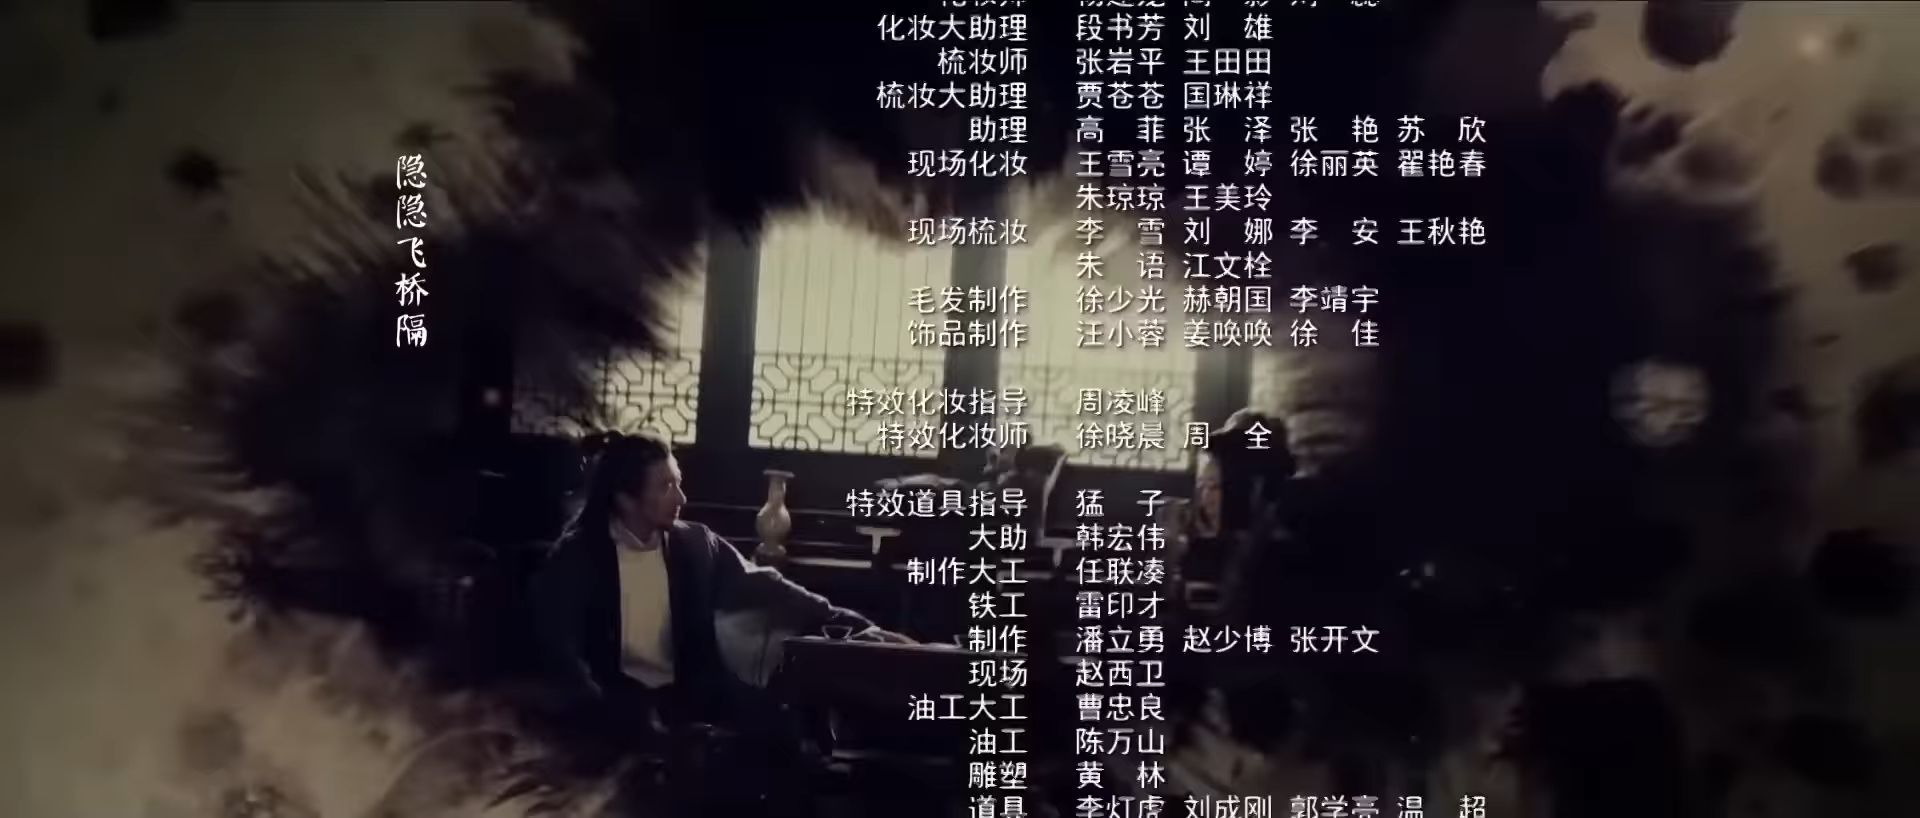 化妆大助理 段书芳 刘 雄
梳妆师 张岩平 王田田
梳妆大助理 贾苍苍 国琳祥
助理 高 菲 张 泽 张 艳 苏 欣
现场化妆 王雪亮 谭 婷 徐丽英 翟艳春
朱琼琼 王美玲
现场梳妆 李 雪 刘 娜 李 安 王秋艳
朱 语 江文栓
毛发制作 徐少光 赫朝国 李靖宇
饰品制作 汪小蓉 姜唤唤 徐 佳
特效化妆指导 周凌峰
特效化妆师 徐晓晨 周 全
特效道具指导 猛 子
大助 韩宏伟
制作大工 任联凑
铁工 雷印才
制作 潘立勇 赵少博 张开文
现场 赵西卫
油工大工 曹忠良
油工 陈万山
雕塑 黄 林
道具 李灯虎 刘成刚 郭学亮 温 超
隐隐飞桥隔